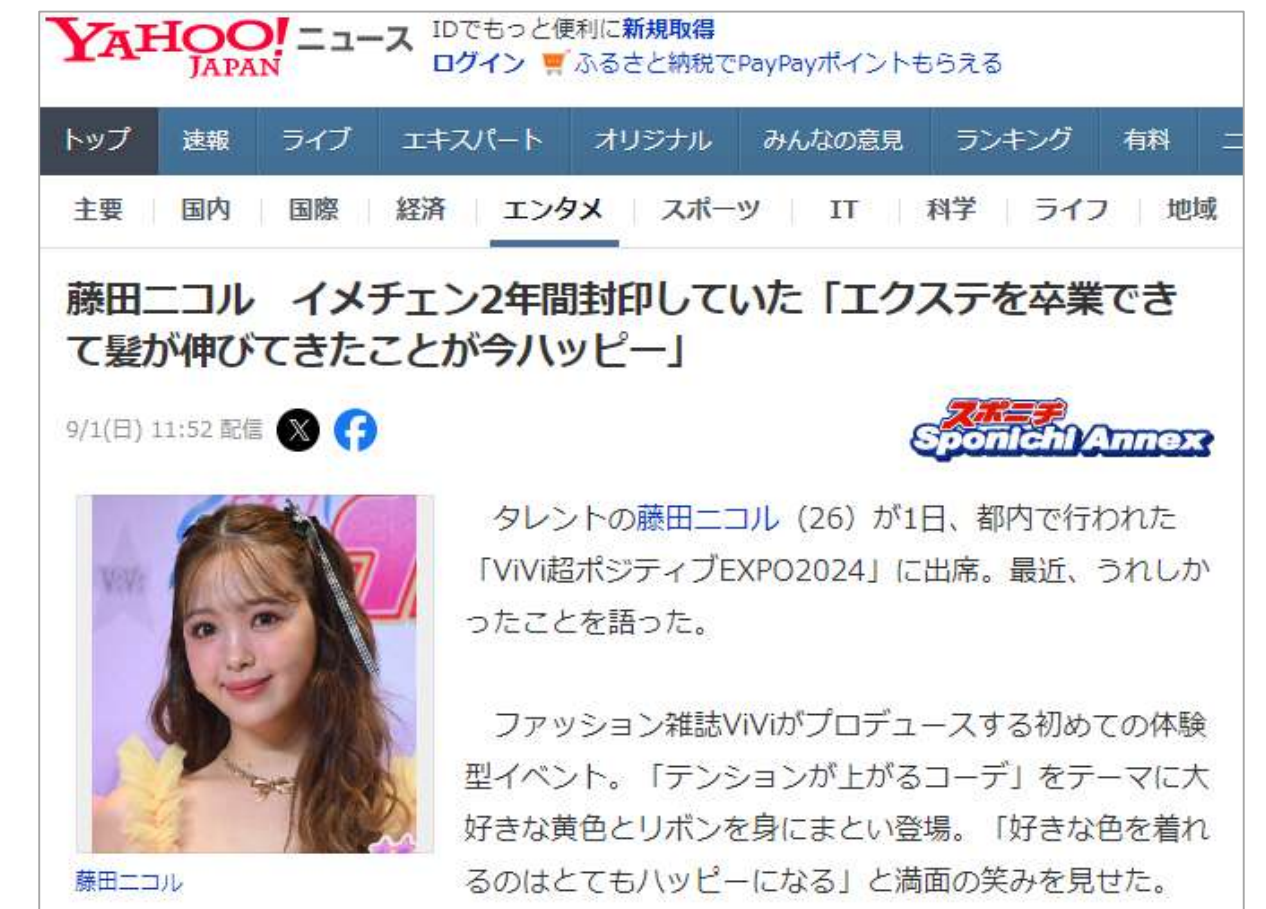 YAHOO! ニュース
JAPAN
IDでもっと便利に新規取得
ログイン ふるさと納税でPayPayポイントもらえる
トップ 速報 ライブ エキスパート オリジナル みんなの意見 ランキング 有料
主要 国内 国際 経済 エンタメ スポーツ IT 科学 ライフ 地域
藤田ニコル　イメチェン2年間封印していた「エクステを卒業でき
て髪が伸びてきたことが今ハッピー」
9/1(日) 11:52 配信
スポニチ
Sponichi Annex
ViVi
タレントの藤田ニコル（26）が1日、都内で行われた
「ViVi超ポジティブEXPO2024」に出席。最近、うれしか
ったことを語った。
ファッション雑誌ViViがプロデュースする初めての体験
型イベント。「テンションが上がるコーデ」をテーマに大
好きな黄色とリボンを身にまとい登場。「好きな色を着れ
るのはとてもハッピーになる」と満面の笑みを見せた。
藤田ニコル